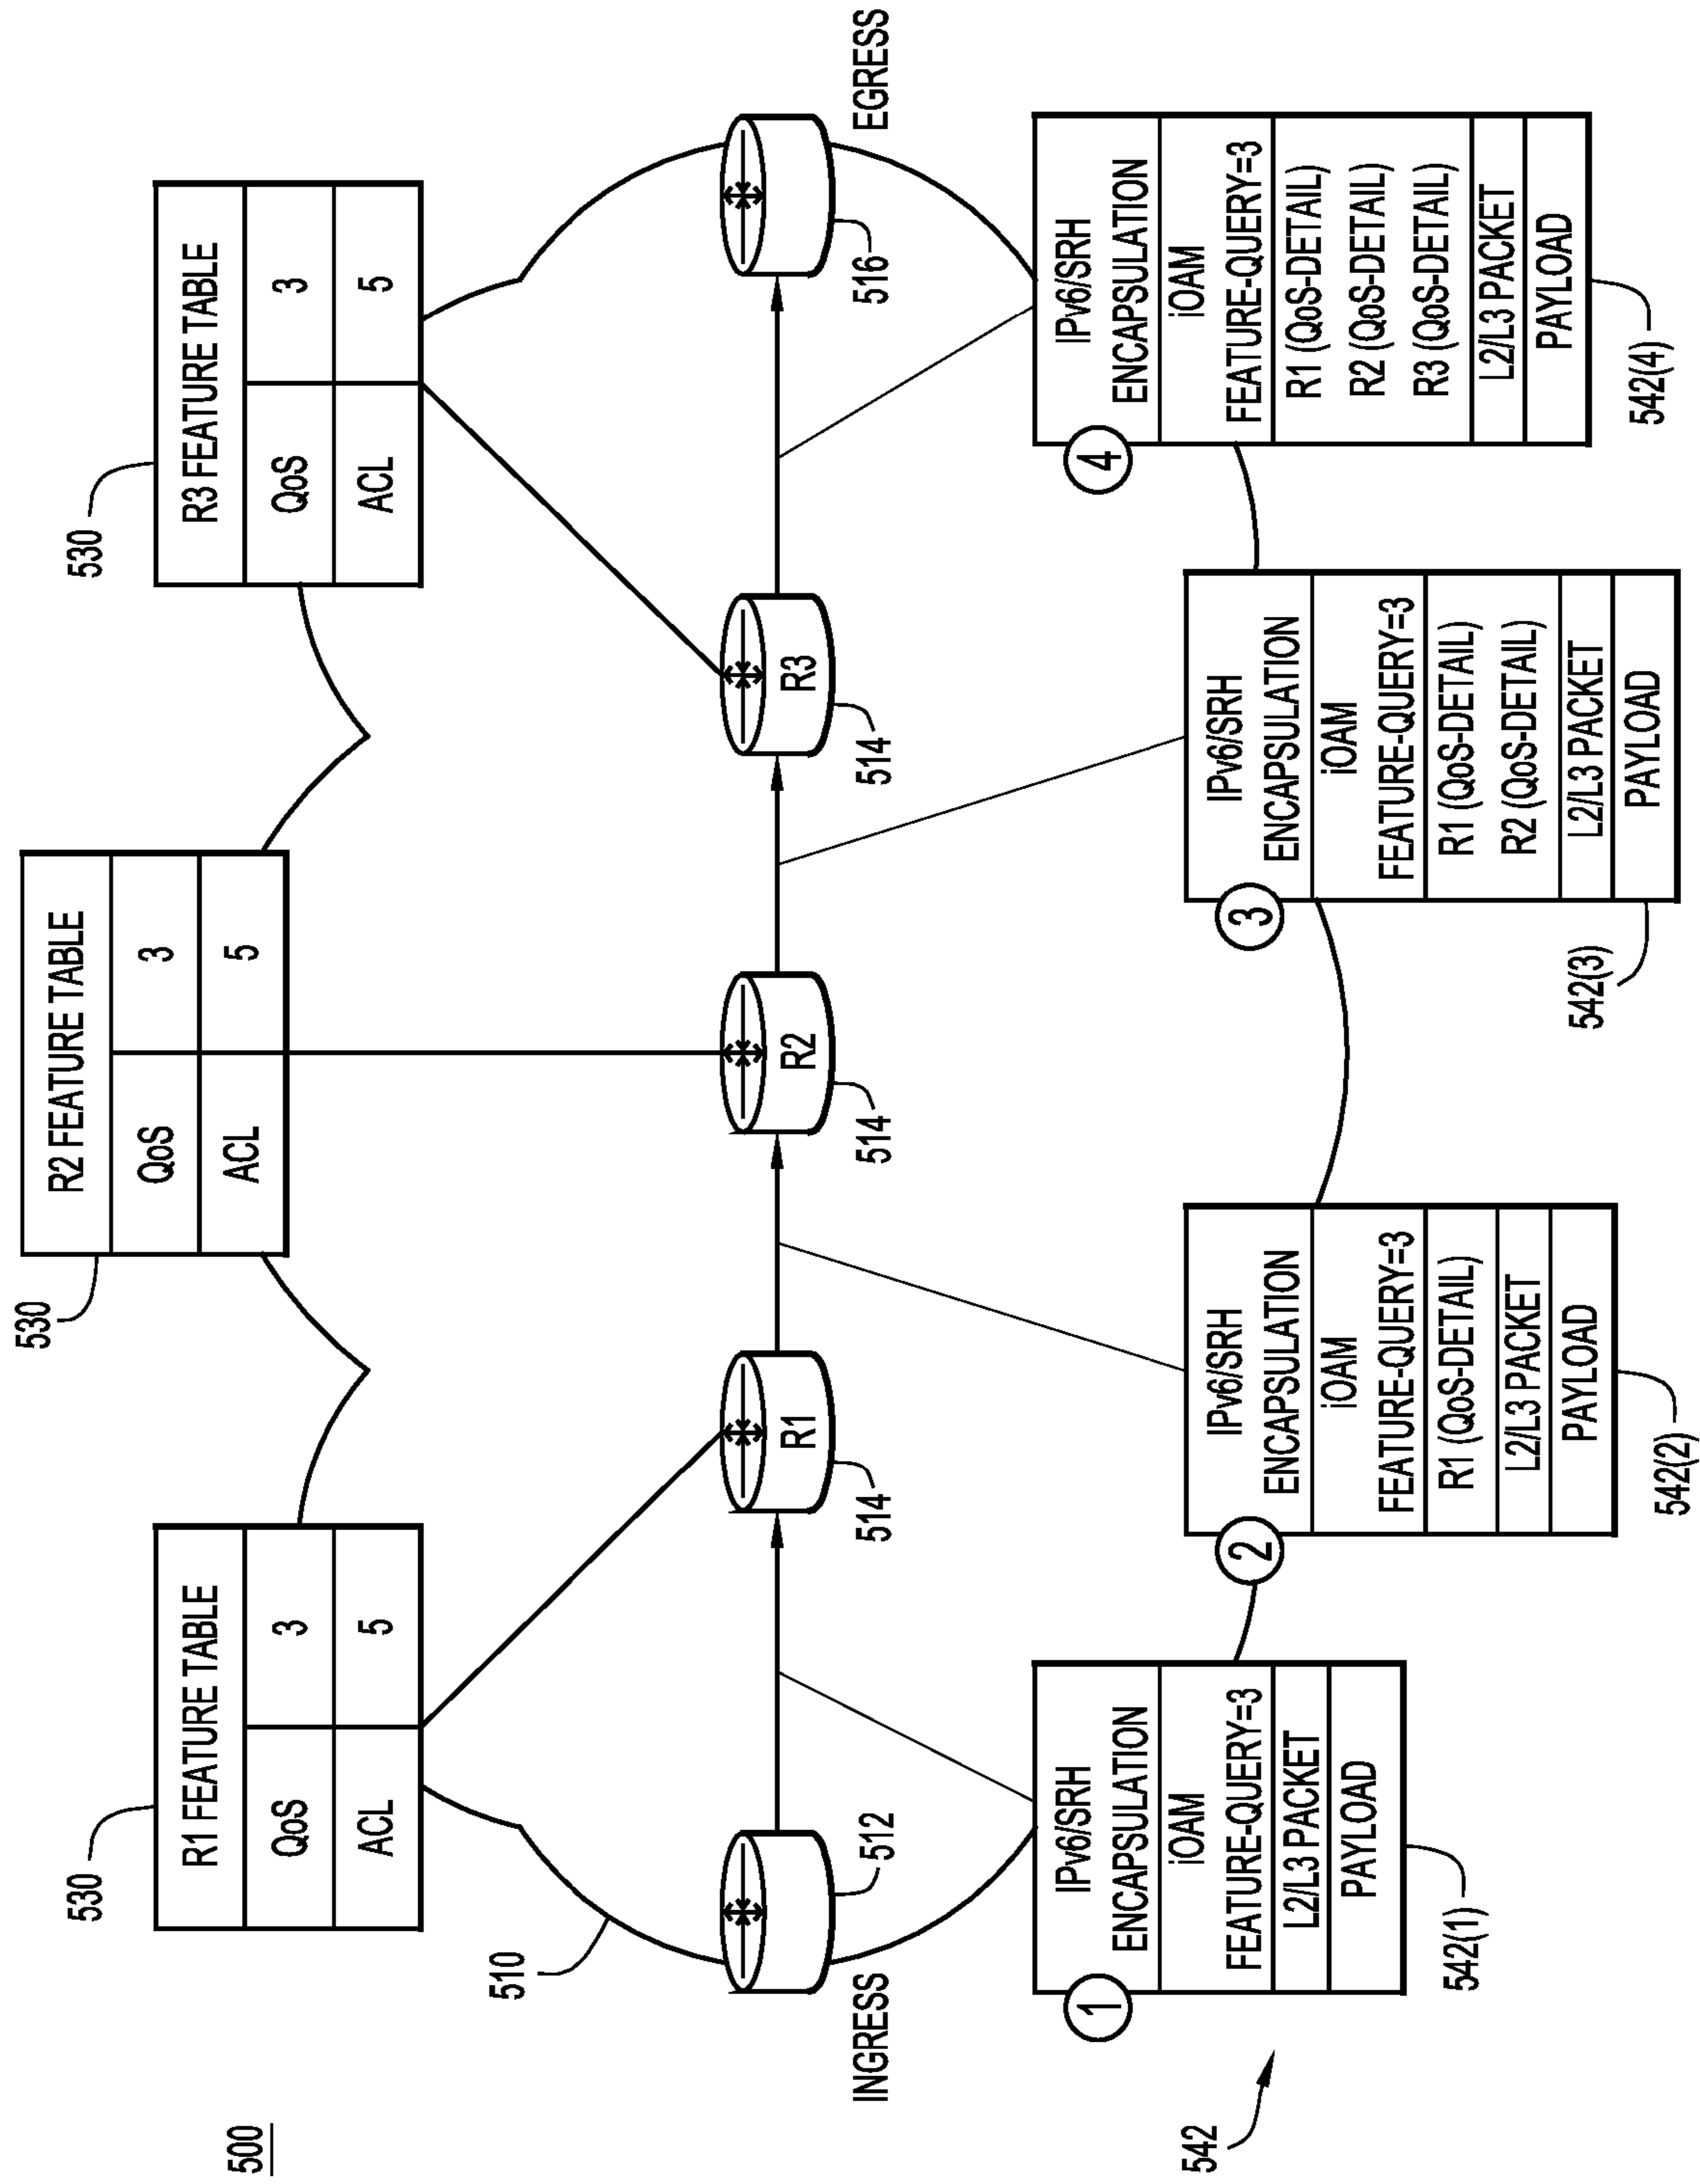 500
530
R1 FEATURE TABLE
QoS 3
ACL 5
530
R2 FEATURE TABLE
QoS 3
ACL 5
530
R3 FEATURE TABLE
QoS 3
ACL 5
510
INGRESS
512
R1
514
R2
514
R3
514
516
EGRESS
542
1
IPv6/SRH
ENCAPSULATION
iOAM
FEATURE-QUERY=3
L2/L3 PACKET
PAYLOAD
542(1)
2
IPv6/SRH
ENCAPSULATION
iOAM
FEATURE-QUERY=3
R1 (QoS-DETAIL)
L2/L3 PACKET
PAYLOAD
542(2)
3
IPv6/SRH
ENCAPSULATION
iOAM
FEATURE-QUERY=3
R1 (QoS-DETAIL)
R2 (QoS-DETAIL)
L2/L3 PACKET
PAYLOAD
542(3)
4
IPv6/SRH
ENCAPSULATION
iOAM
FEATURE-QUERY=3
R1 (QoS-DETAIL)
R2 (QoS-DETAIL)
R3 (QoS-DETAIL)
L2/L3 PACKET
PAYLOAD
542(4)